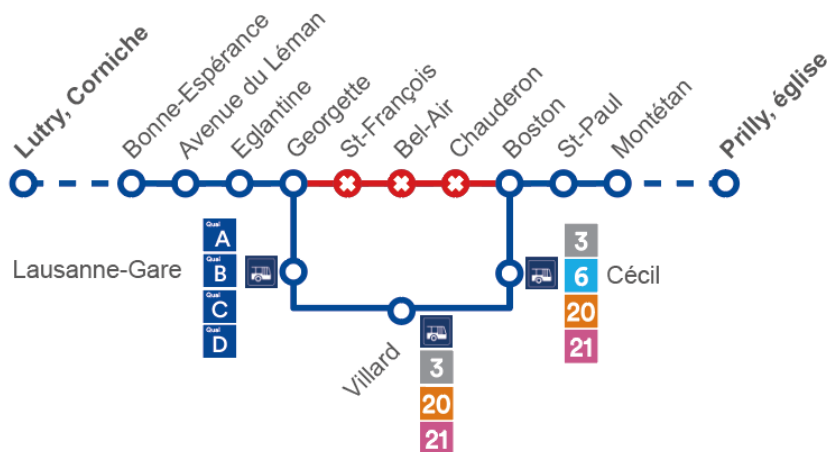 Lutry, Corniche
Bonne-Espérance
Avenue du Léman
Eglantine
Georgette
St-François
Bel-Air
Chauderon
Boston
St-Paul
Montétan
Prilly, église
Lausanne-Gare
Quai
A
Quai
B
Quai
C
Quai
D
Villard
3
20
21
3
6
20
21
Cécil